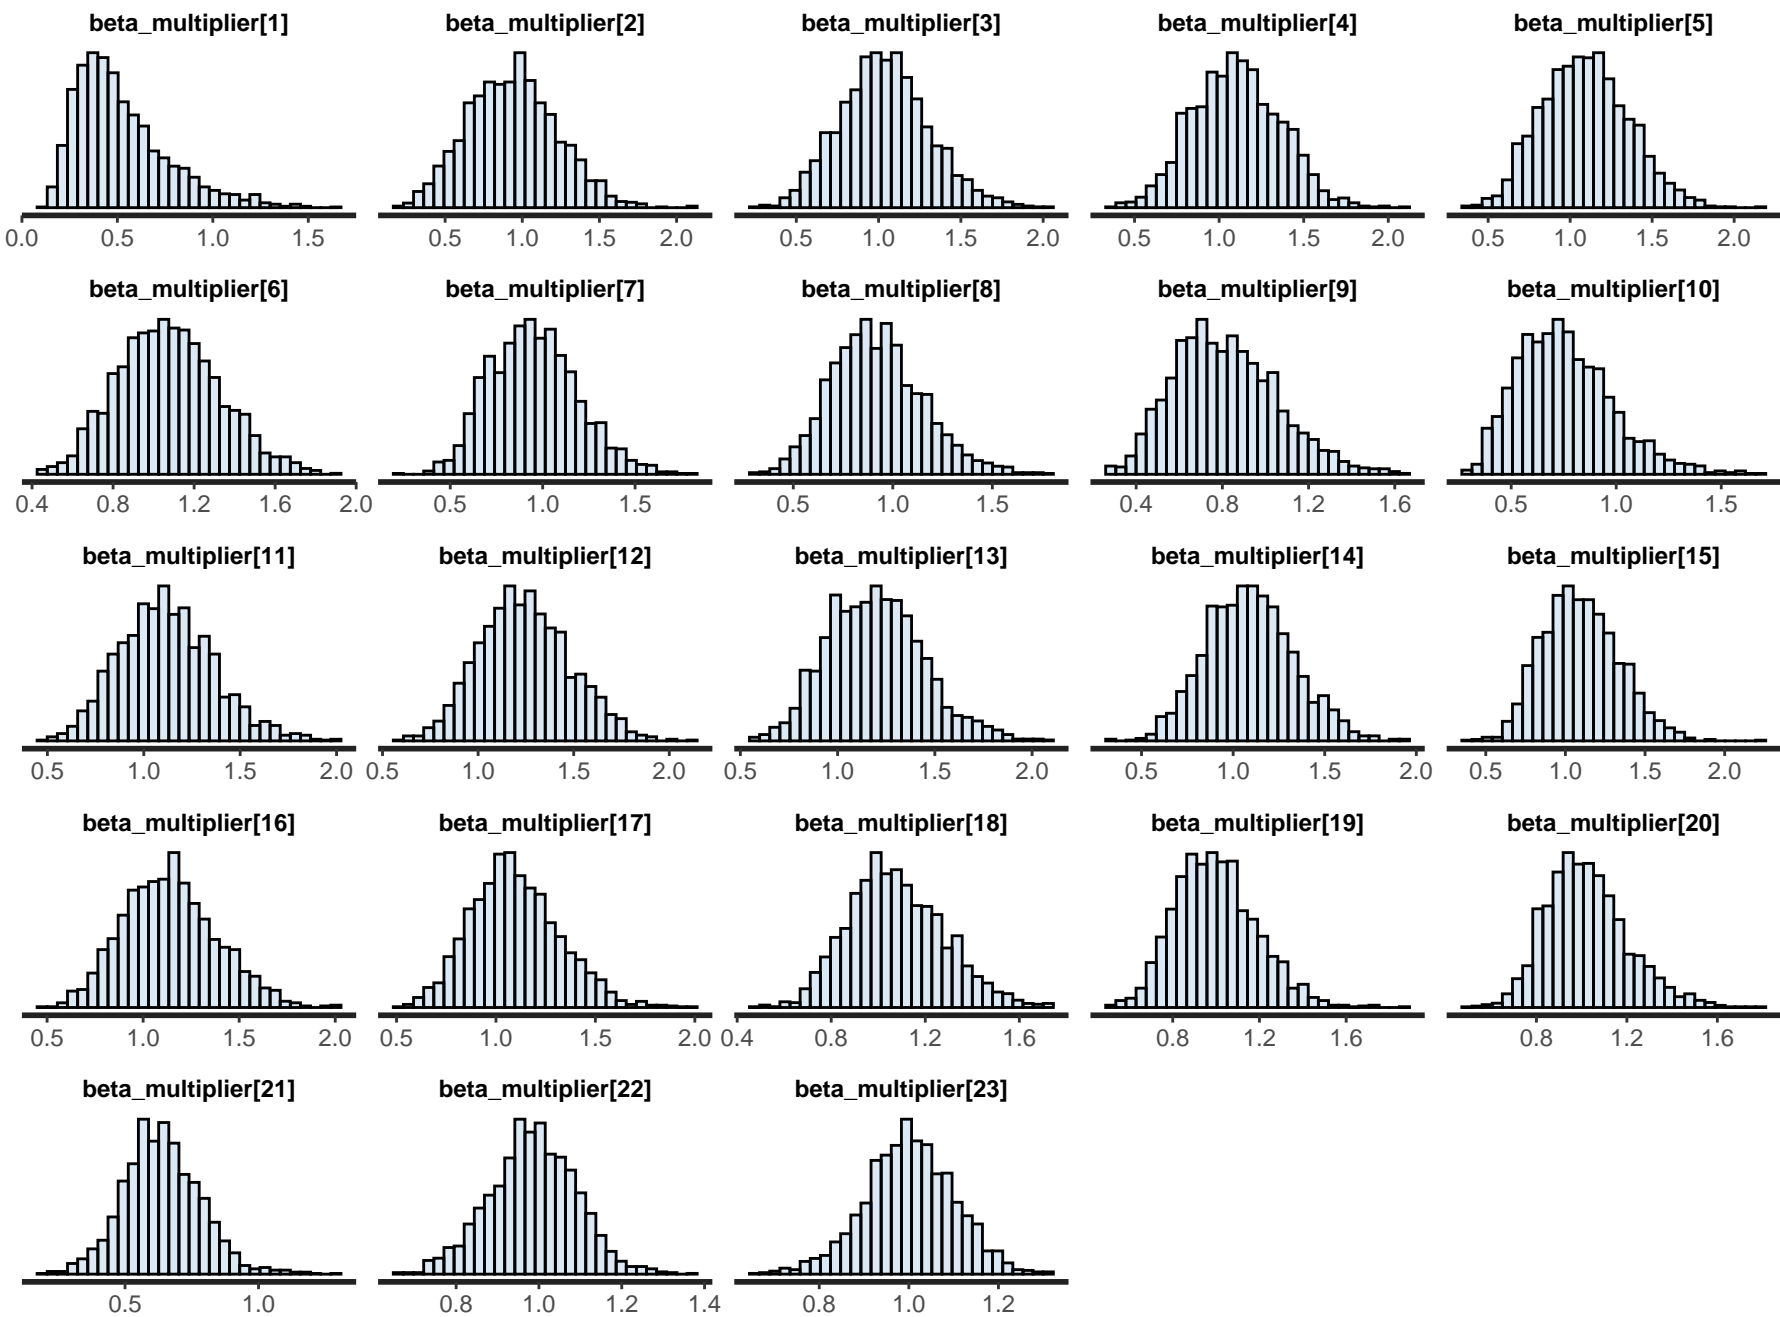 beta_multiplier[1] beta_multiplier[2] beta_multiplier[3] beta_multiplier[4] beta_multiplier[5]
0.0 0.5 1.0 1.5 0.5 1.0 1.5 2.0 0.5 1.0 1.5 2.0 0.5 1.0 1.5 2.0 0.5 1.0 1.5 2.0
beta_multiplier[6] beta_multiplier[7] beta_multiplier[8] beta_multiplier[9] beta_multiplier[10]
0.4 0.8 1.2 1.6 2.0 0.5 1.0 1.5 0.5 1.0 1.5 0.4 0.8 1.2 1.6 0.5 1.0 1.5
beta_multiplier[11] beta_multiplier[12] beta_multiplier[13] beta_multiplier[14] beta_multiplier[15]
0.5 1.0 1.5 2.0 0.5 1.0 1.5 2.0 0.5 1.0 1.5 2.0 0.5 1.0 1.5 2.0 0.5 1.0 1.5 2.0
beta_multiplier[16] beta_multiplier[17] beta_multiplier[18] beta_multiplier[19] beta_multiplier[20]
0.5 1.0 1.5 2.0 0.5 1.0 1.5 2.0 0.4 0.8 1.2 1.6 0.8 1.2 1.6 0.8 1.2 1.6
beta_multiplier[21] beta_multiplier[22] beta_multiplier[23]
0.5 1.0 0.8 1.0 1.2 1.4 0.8 1.0 1.2